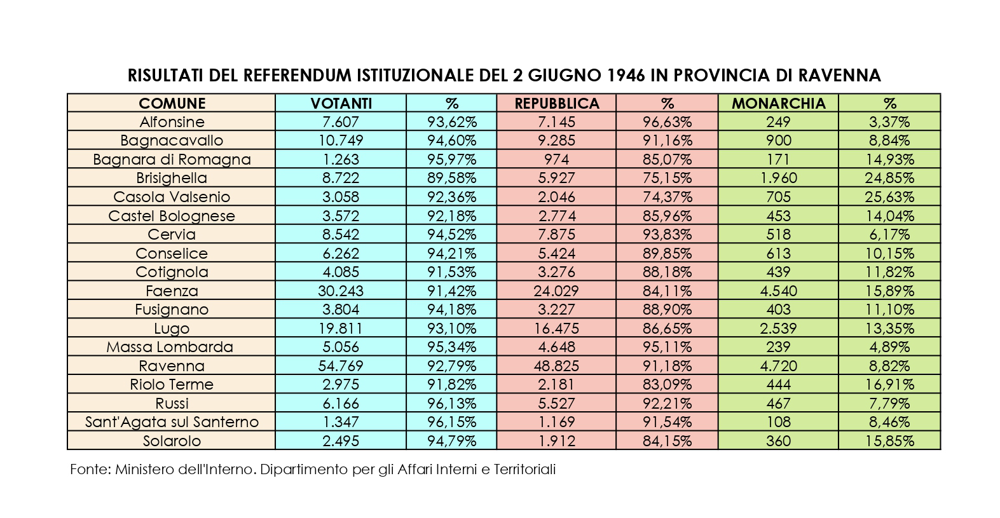 RISULTATI DEL REFERENDUM ISTITUZIONALE DEL 2 GIUGNO 1946 IN PROVINCIA DI RAVENNA
COMUNE VOTANTI % REPUBBLICA % MONARCHIA %
Alfonsine 7.607 93,62% 7.145 96,63% 249 3,37%
Bagnacavallo 10.749 94,60% 9.285 91,16% 900 8,84%
Bagnara di Romagna 1.263 95,97% 974 85,07% 171 14,93%
Brisighella 8.722 89,58% 5.927 75,15% 1.960 24,85%
Casola Valsenio 3.058 92,36% 2.046 74,37% 705 25,63%
Castel Bolognese 3.572 92,18% 2.774 85,96% 453 14,04%
Cervia 8.542 94,52% 7.875 93,83% 518 6,17%
Conselice 6.262 94,21% 5.424 89,85% 613 10,15%
Cotignola 4.085 91,53% 3.276 88,18% 439 11,82%
Faenza 30.243 91,42% 24.029 84,11% 4.540 15,89%
Fusignano 3.804 94,18% 3.227 88,90% 403 11,10%
Lugo 19.811 93,10% 16.475 86,65% 2.539 13,35%
Massa Lombarda 5.056 95,34% 4.648 95,11% 239 4,89%
Ravenna 54.769 92,79% 48.825 91,18% 4.720 8,82%
Riolo Terme 2.975 91,82% 2.181 83,09% 444 16,91%
Russi 6.166 96,13% 5.527 92,21% 467 7,79%
Sant'Agata sul Santerno 1.347 96,15% 1.169 91,54% 108 8,46%
Solarolo 2.495 94,79% 1.912 84,15% 360 15,85%
Fonte: Ministero dell'Interno. Dipartimento per gli Affari Interni e Territoriali